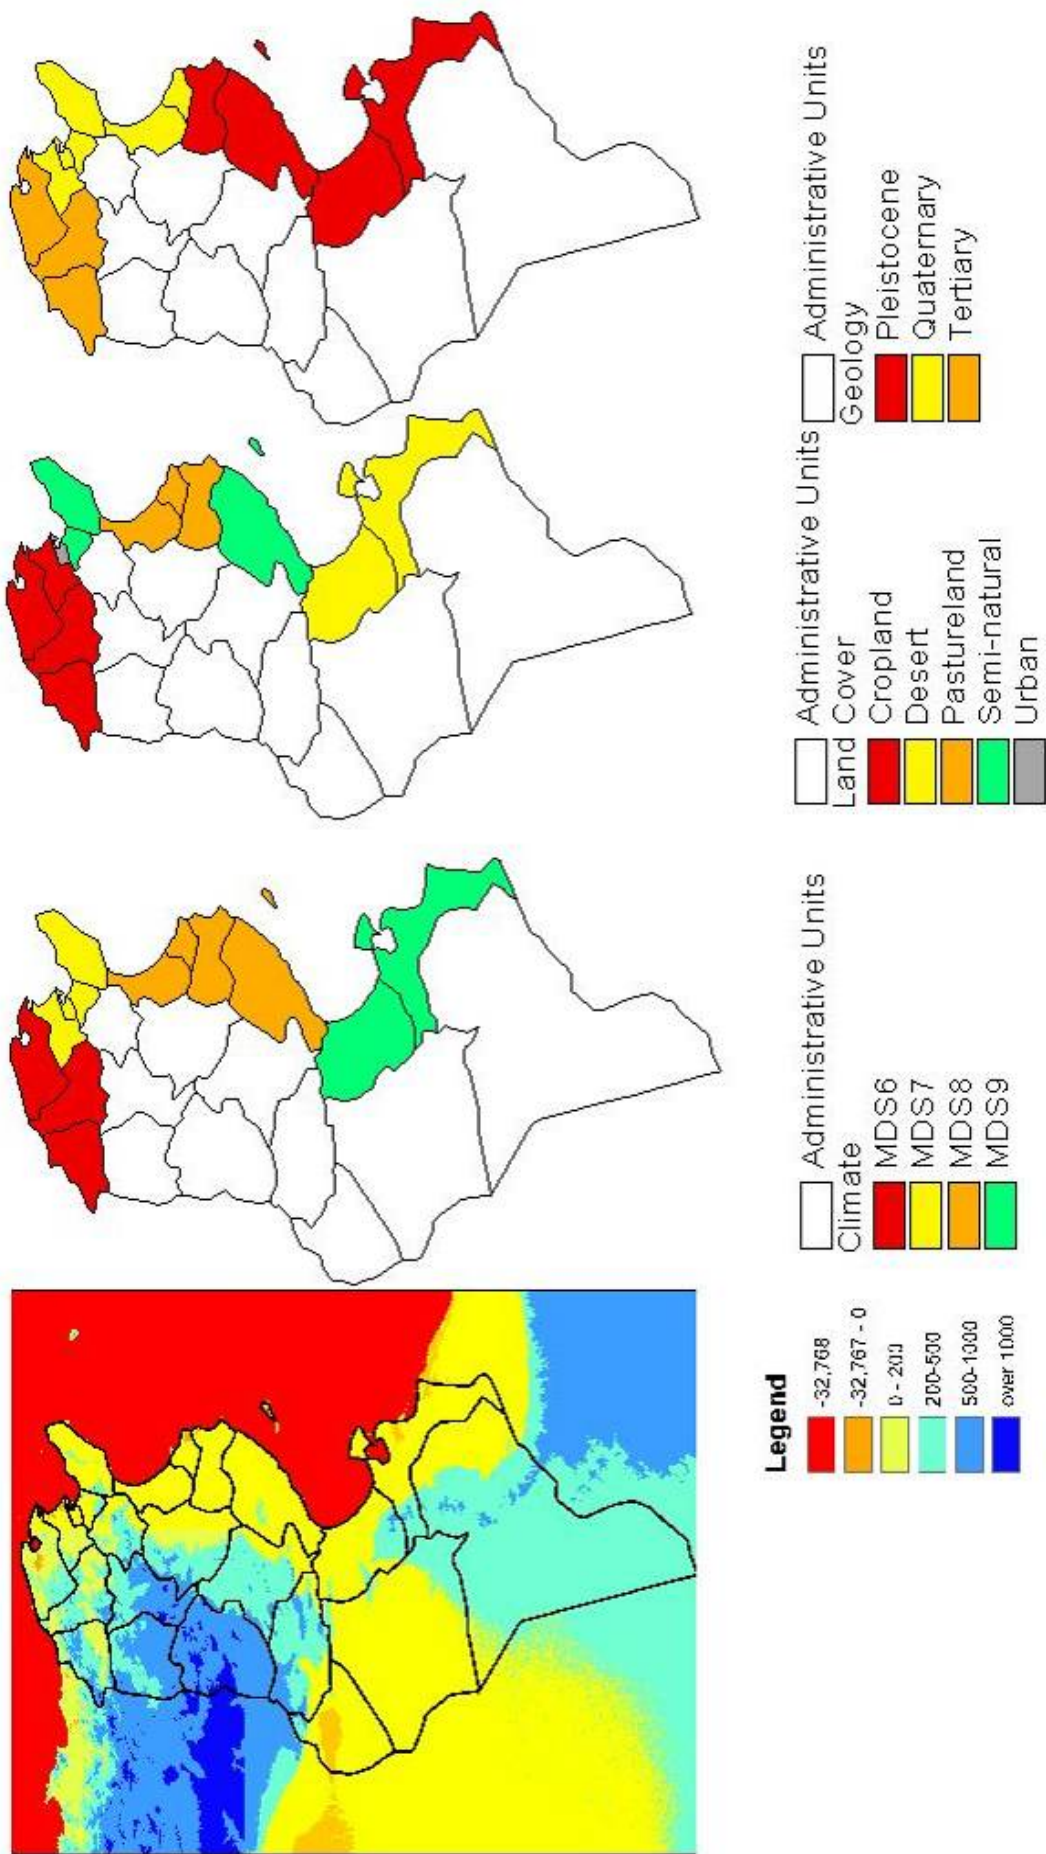 Legend
-32,768
-32,767 - 0
0 - 200
200-500
500-1000
over 1000
Administrative Units
Climate
MDS6
MDS7
MDS8
MDS9
Administrative Units
Land Cover
Cropland
Desert
Pastureland
Semi-natural
Urban
Administrative Units
Geology
Pleistocene
Quaternary
Tertiary